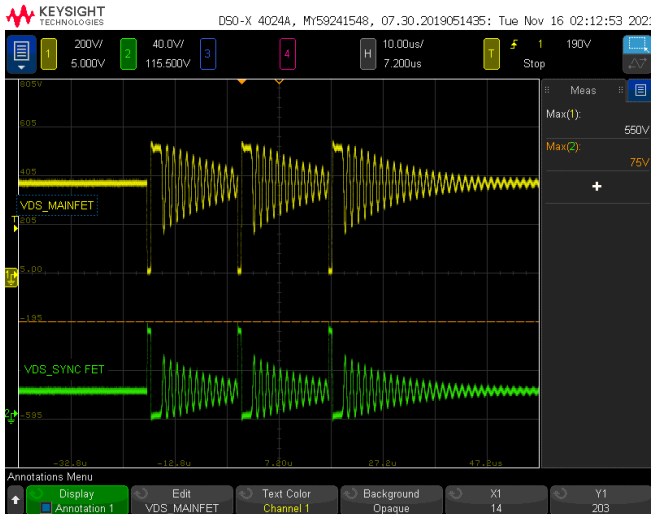 KEYSIGHT
TECHNOLOGIES
DSO-X 4024A, MY59241548, 07.30.2019051435: Tue Nov 16 02:12:53 2021
1 200V/ 2 40.0V/ 3 4 H 10.00us/ T 1 190V
5.000V 115.500V 7.200us Stop
805V
605
405
VDS_MAINFET
T
205
5.00
-195
VDS_SYNC FET
2
-595
-32.8u -12.8u 7.20u 27.2u 47.2us
Meas
Max(1):
550V
Max(2):
75V
+
Annotations Menu
Display Edit Text Color Background X1 Y1
Annotation 1 VDS_MAINFET Channel 1 Opaque 14 203